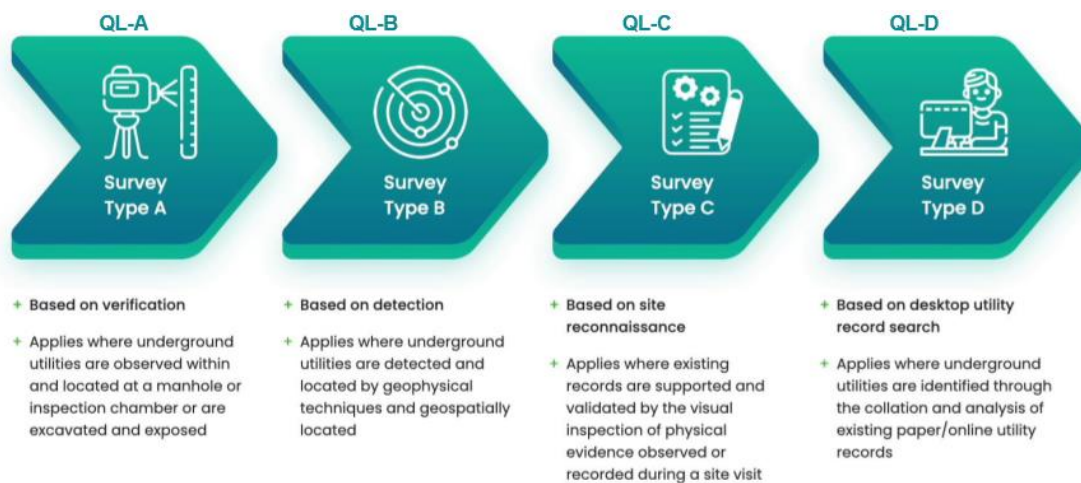 QL-A
QL-B
QL-C
QL-D
Survey
Type A
Survey
Type B
Survey
Type C
Survey
Type D
+ Based on verification
+ Applies where underground
utilities are observed within
and located at a manhole or
inspection chamber or are
excavated and exposed
+ Based on detection
+ Applies where underground
utilities are detected and
located by geophysical
techniques and geospatially
located
+ Based on site
reconnaissance
+ Applies where existing
records are supported and
validated by the visual
inspection of physical
evidence observed or
recorded during a site visit
+ Based on desktop utility
record search
+ Applies where underground
utilities are identified through
the collation and analysis of
existing paper/online utility
records